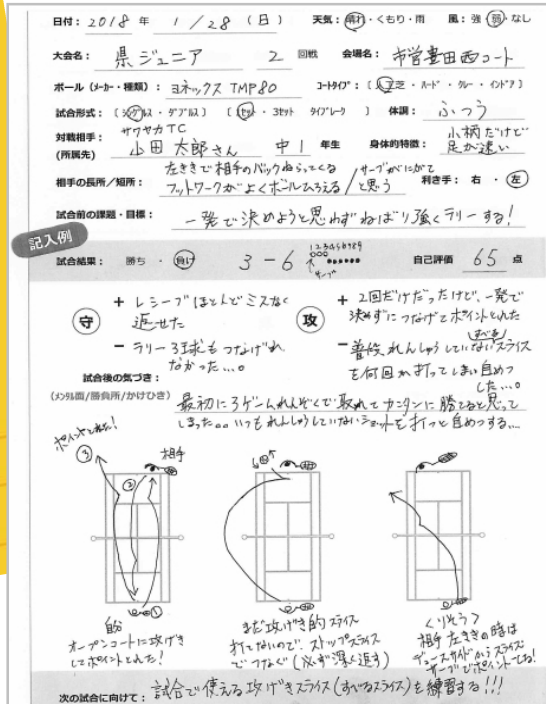 日付： 2018 年 1／28 （日） 天気：晴れ・くもり・雨 風：強・弱・なし
大会名： 県ジュニア 2 回戦 会場名： 市営豊田西コート
ボール（メーカー・種類）： ヨネックス TMP80 コートタイプ：〔 人工芝 ・ ハード ・ クレー ・ インドア 〕
試合形式：〔 シングルス ・ ダブルス 〕 〔 1セット ・ 3セット タイブレーク 〕 体調： ふつう
対戦相手： サワヤカTC
(所属先) 山田 太郎さん 中1 年生 身体的特徴： 小柄だけど足が速い
相手の長所／短所： 左ききで相手のバックねらってくる
フットワークがよくボールひろえる／サーブがにがてと思う 利き手： 右 ・ 左
試合前の課題・目標： 一発で決めようと思わずねばり強くラリーする！
記入例
試合結果： 勝ち ・ 負け 3－6 自己評価 65 点
123456789
サーブ
守
＋ レシーブほとんどミスなく
返せた
－ ラリー3球もつなげれ
なかった…。
攻
＋ 2回だけだったけど、一発で
決めずにつなげてポイントとれた
－ 普段れんしゅうしていないスライス
(すべる)
を何回か打ってしまい自めつ
した…。
試合後の気づき：
（メンタル面/勝負所/かけひき） 最初に3ゲームれんぞくで取れてカンタンに勝てると思って
しまった。。いつもれんしゅうしていないショットを打つと自めつする…
ポイントとれた！
③
相手
②
①
自分
オープンコートに攻げき
してポイントとれた！
まだ攻げき的スライス
打てないので、ストップスライス
でつなぐ（必ず深く返す）
〈りそう〉
相手左ききの時は
デュースサイドからスライス
サーブでポイントとる！
次の試合に向けて： 試合で使える攻げきスライス（すべるスライス）を練習する!!!